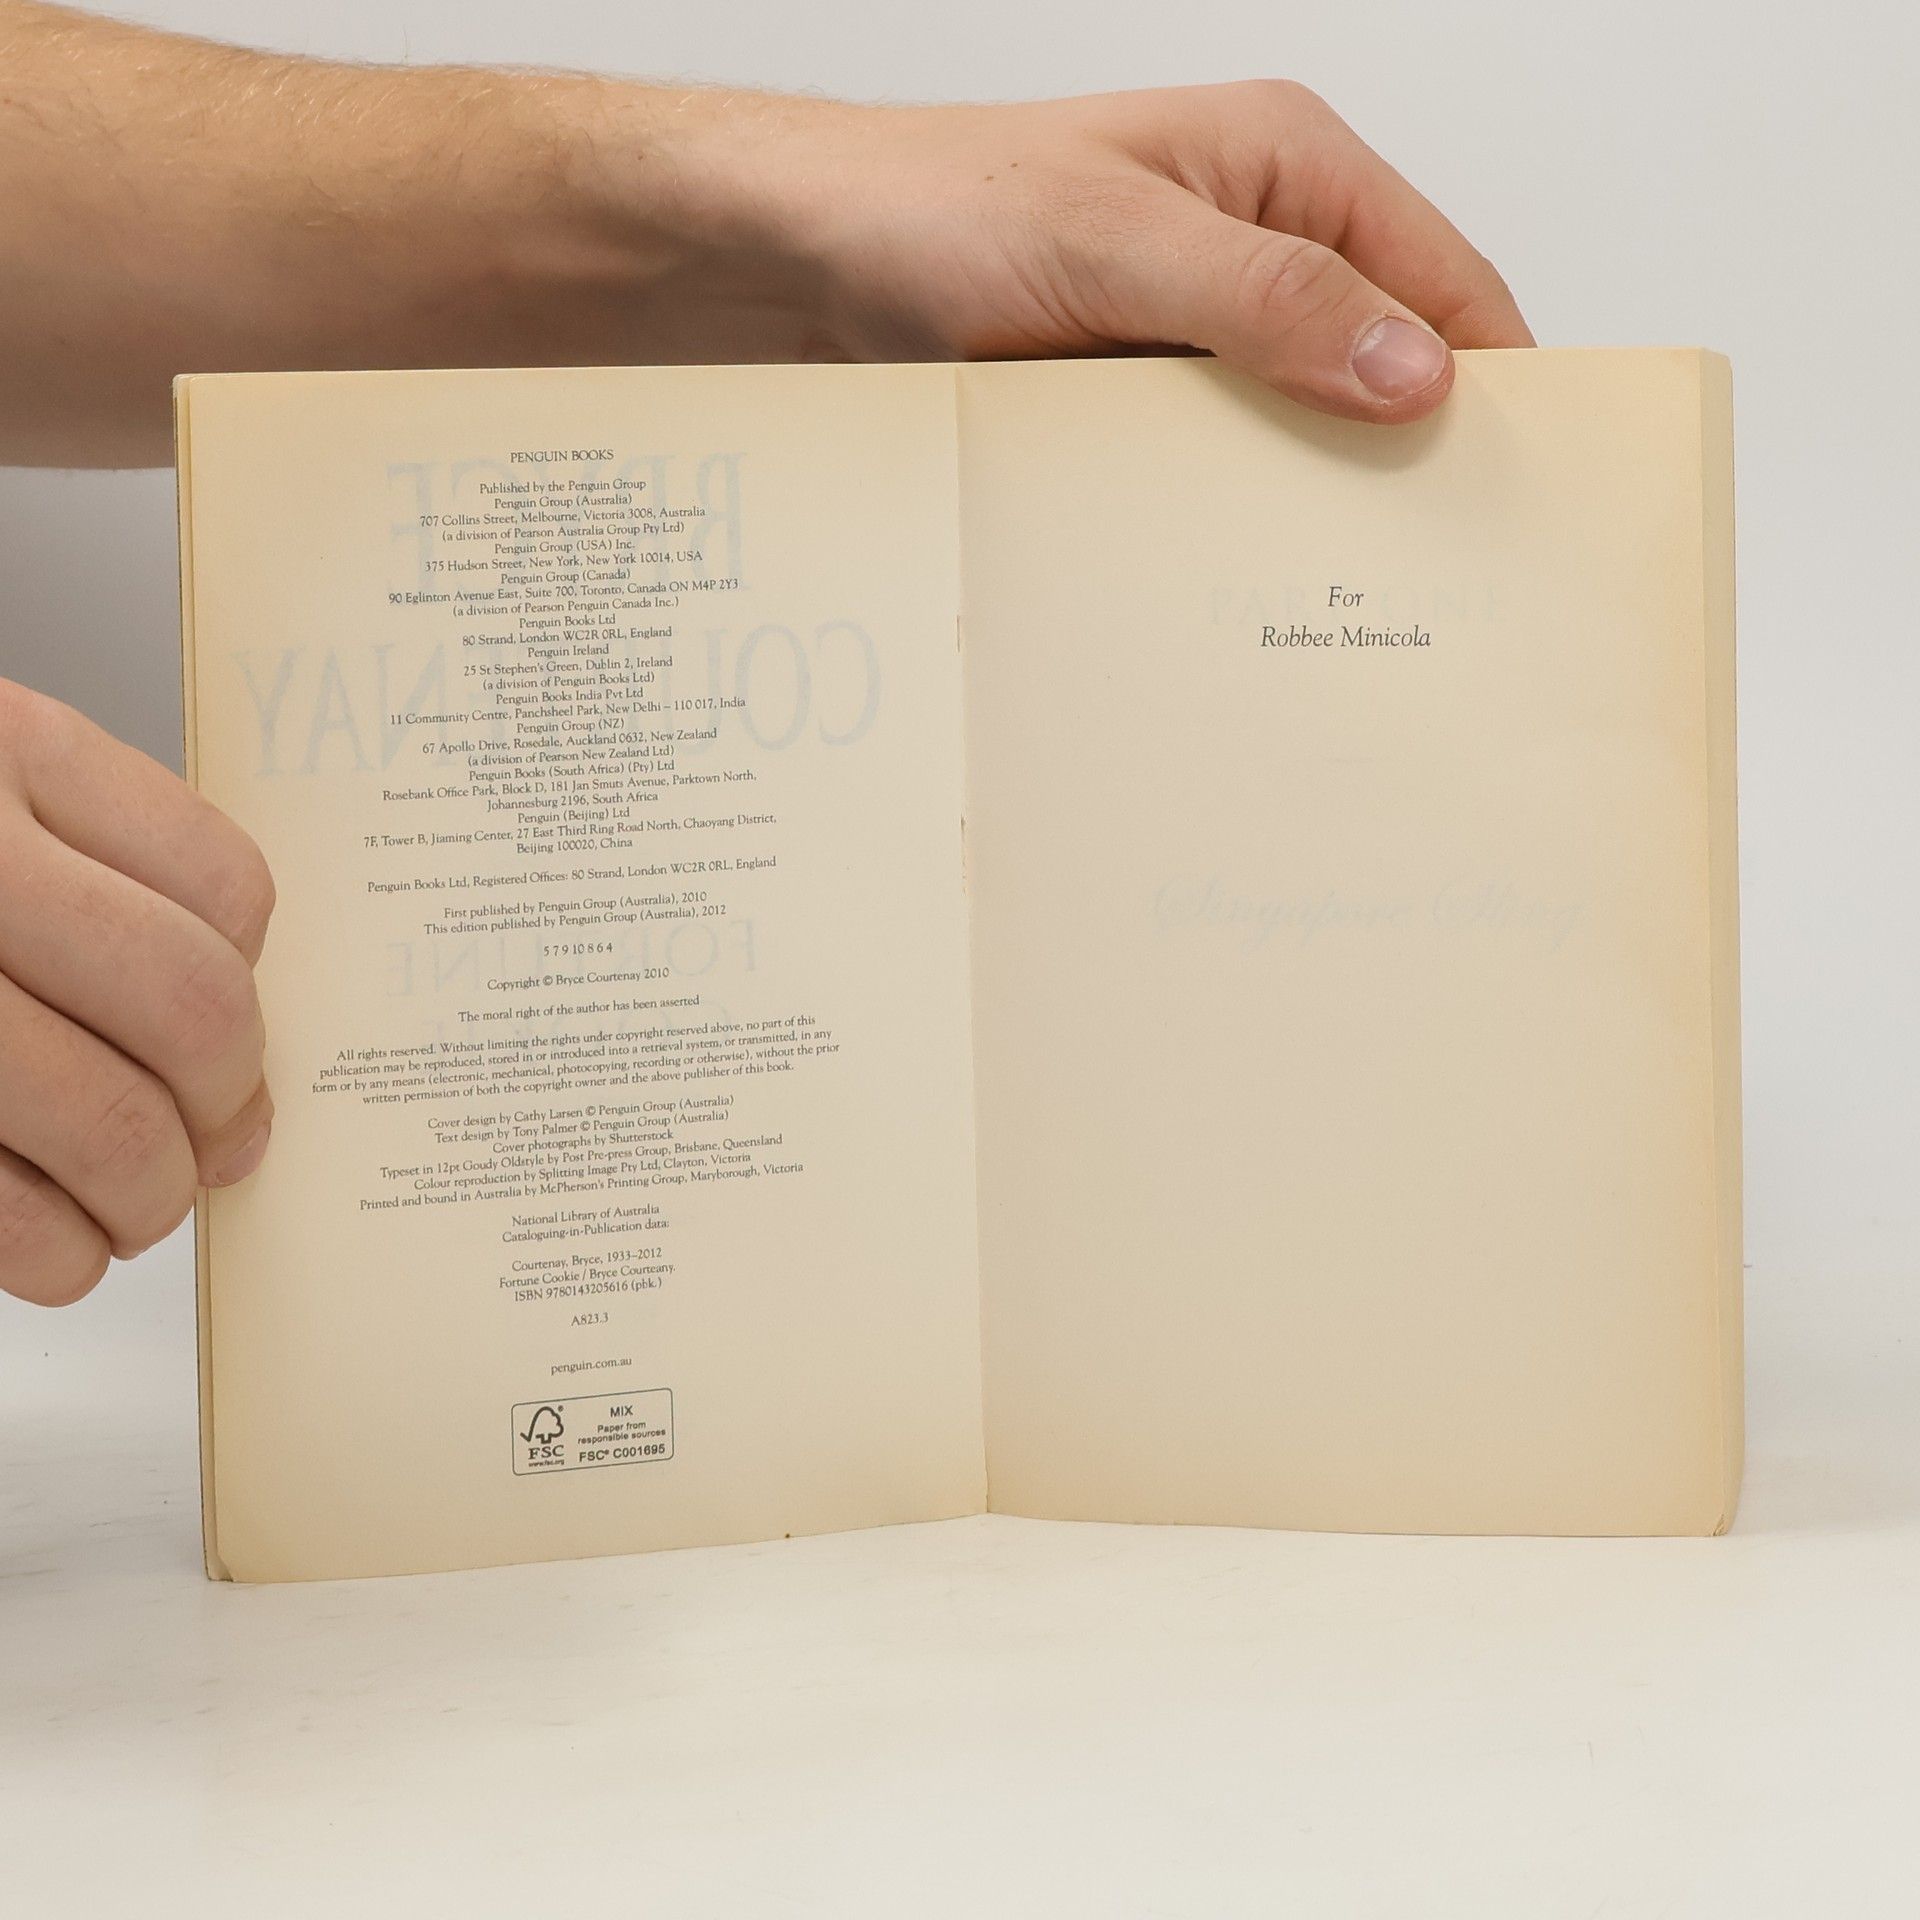 PENGUIN BOOKS
Published by the Penguin Group
Penguin Group (Australia)
707 Collins Street, Melbourne, Victoria 3008, Australia
(a division of Pearson Australia Group Pty Ltd)
Penguin Group (USA) Inc.
375 Hudson Street, New York, New York 10014, USA
Penguin Group (Canada)
90 Eglinton Avenue East, Suite 700, Toronto, Canada ON M4P 2Y3
(a division of Pearson Penguin Canada Inc.)
Penguin Books Ltd
80 Strand, London WC2R 0RL, England
Penguin Ireland
25 St Stephen's Green, Dublin 2, Ireland
(a division of Penguin Books Ltd)
Penguin Books India Pvt Ltd
11 Community Centre, Panchsheel Park, New Delhi – 110 017, India
Penguin Group (NZ)
67 Apollo Drive, Rosedale, Auckland 0632, New Zealand
(a division of Pearson New Zealand Ltd)
Penguin Books (South Africa) (Pty) Ltd
Rosebank Office Park, Block D, 181 Jan Smuts Avenue, Parktown North,
Johannesburg 2196, South Africa
Penguin (Beijing) Ltd
7F, Tower B, Jiaming Center, 27 East Third Ring Road North, Chaoyang District,
Beijing 100020, China
Penguin Books Ltd, Registered Offices: 80 Strand, London WC2R 0RL, England
First published by Penguin Group (Australia), 2010
This edition published by Penguin Group (Australia), 2012
5 7 9 10 8 6 4
Copyright © Bryce Courtenay 2010
The moral right of the author has been asserted
All rights reserved. Without limiting the rights under copyright reserved above, no part of this
publication may be reproduced, stored in or introduced into a retrieval system, or transmitted, in any
form or by any means (electronic, mechanical, photocopying, recording or otherwise), without the prior
written permission of both the copyright owner and the above publisher of this book.
Cover design by Cathy Larsen © Penguin Group (Australia)
Text design by Tony Palmer © Penguin Group (Australia)
Cover photographs by Shutterstock
Typeset in 12pt Goudy Oldstyle by Post Pre-press Group, Brisbane, Queensland
Colour reproduction by Splitting Image Pty Ltd, Clayton, Victoria
Printed and bound in Australia by McPherson's Printing Group, Maryborough, Victoria
National Library of Australia
Cataloguing-in-Publication data:
Courtenay, Bryce, 1933–2012
Fortune Cookie / Bryce Courteany.
ISBN 9780143205616 (pbk.)
A823.3
penguin.com.au
FSC
www.fsc.org
MIX
Paper from
responsible sources
FSC® C001695
For
Robbee Minicola